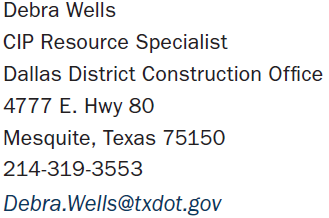 Debra Wells
CIP Resource Specialist
Dallas District Construction Office
4777 E. Hwy 80
Mesquite, Texas 75150
214-319-3553
Debra.Wells@txdot.gov